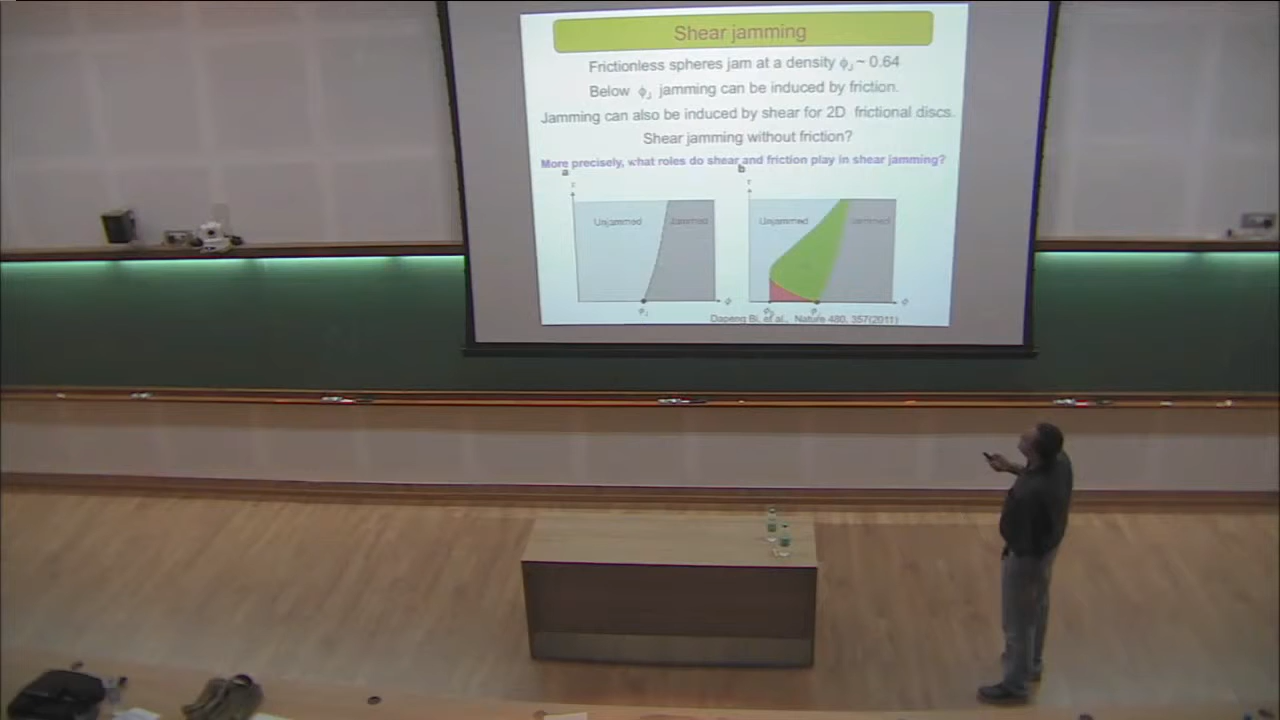 Shear jamming
Frictionless spheres jam at a density ϕJ ~ 0.64
Below ϕJ jamming can be induced by friction.
Jamming can also be induced by shear for 2D frictional discs.
Shear jamming without friction?
More precisely, what roles do shear and friction play in shear jamming?
a b
τ τ
Unjammed Jammed Unjammed Jammed
ϕ ϕ
ϕJ ϕJ
Dapeng Bi, et al., Nature 480, 357(2011)